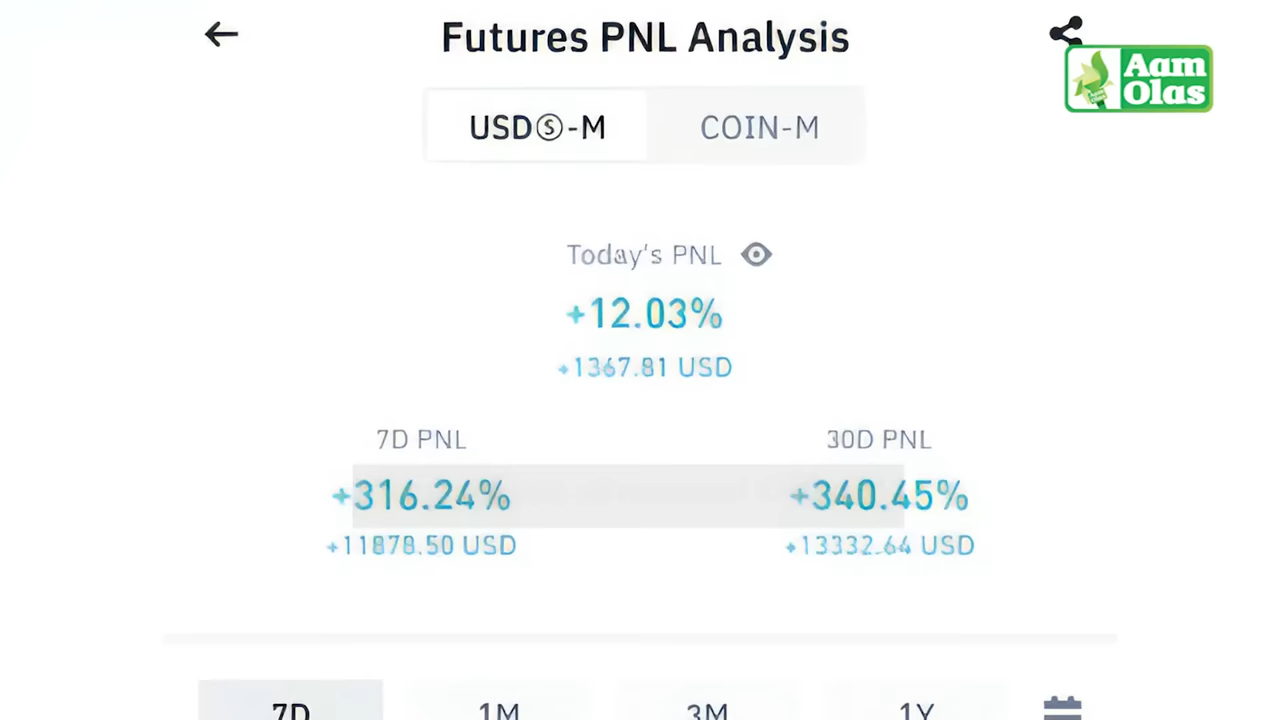 Futures PNL Analysis
Aam
Olas
USDⓈ-M
COIN-M
Today's PNL
+12.03%
+1367.81 USD
7D PNL
30D PNL
+316.24%
+340.45%
+11878.50 USD
+13332.64 USD
7D
1M
3M
1Y